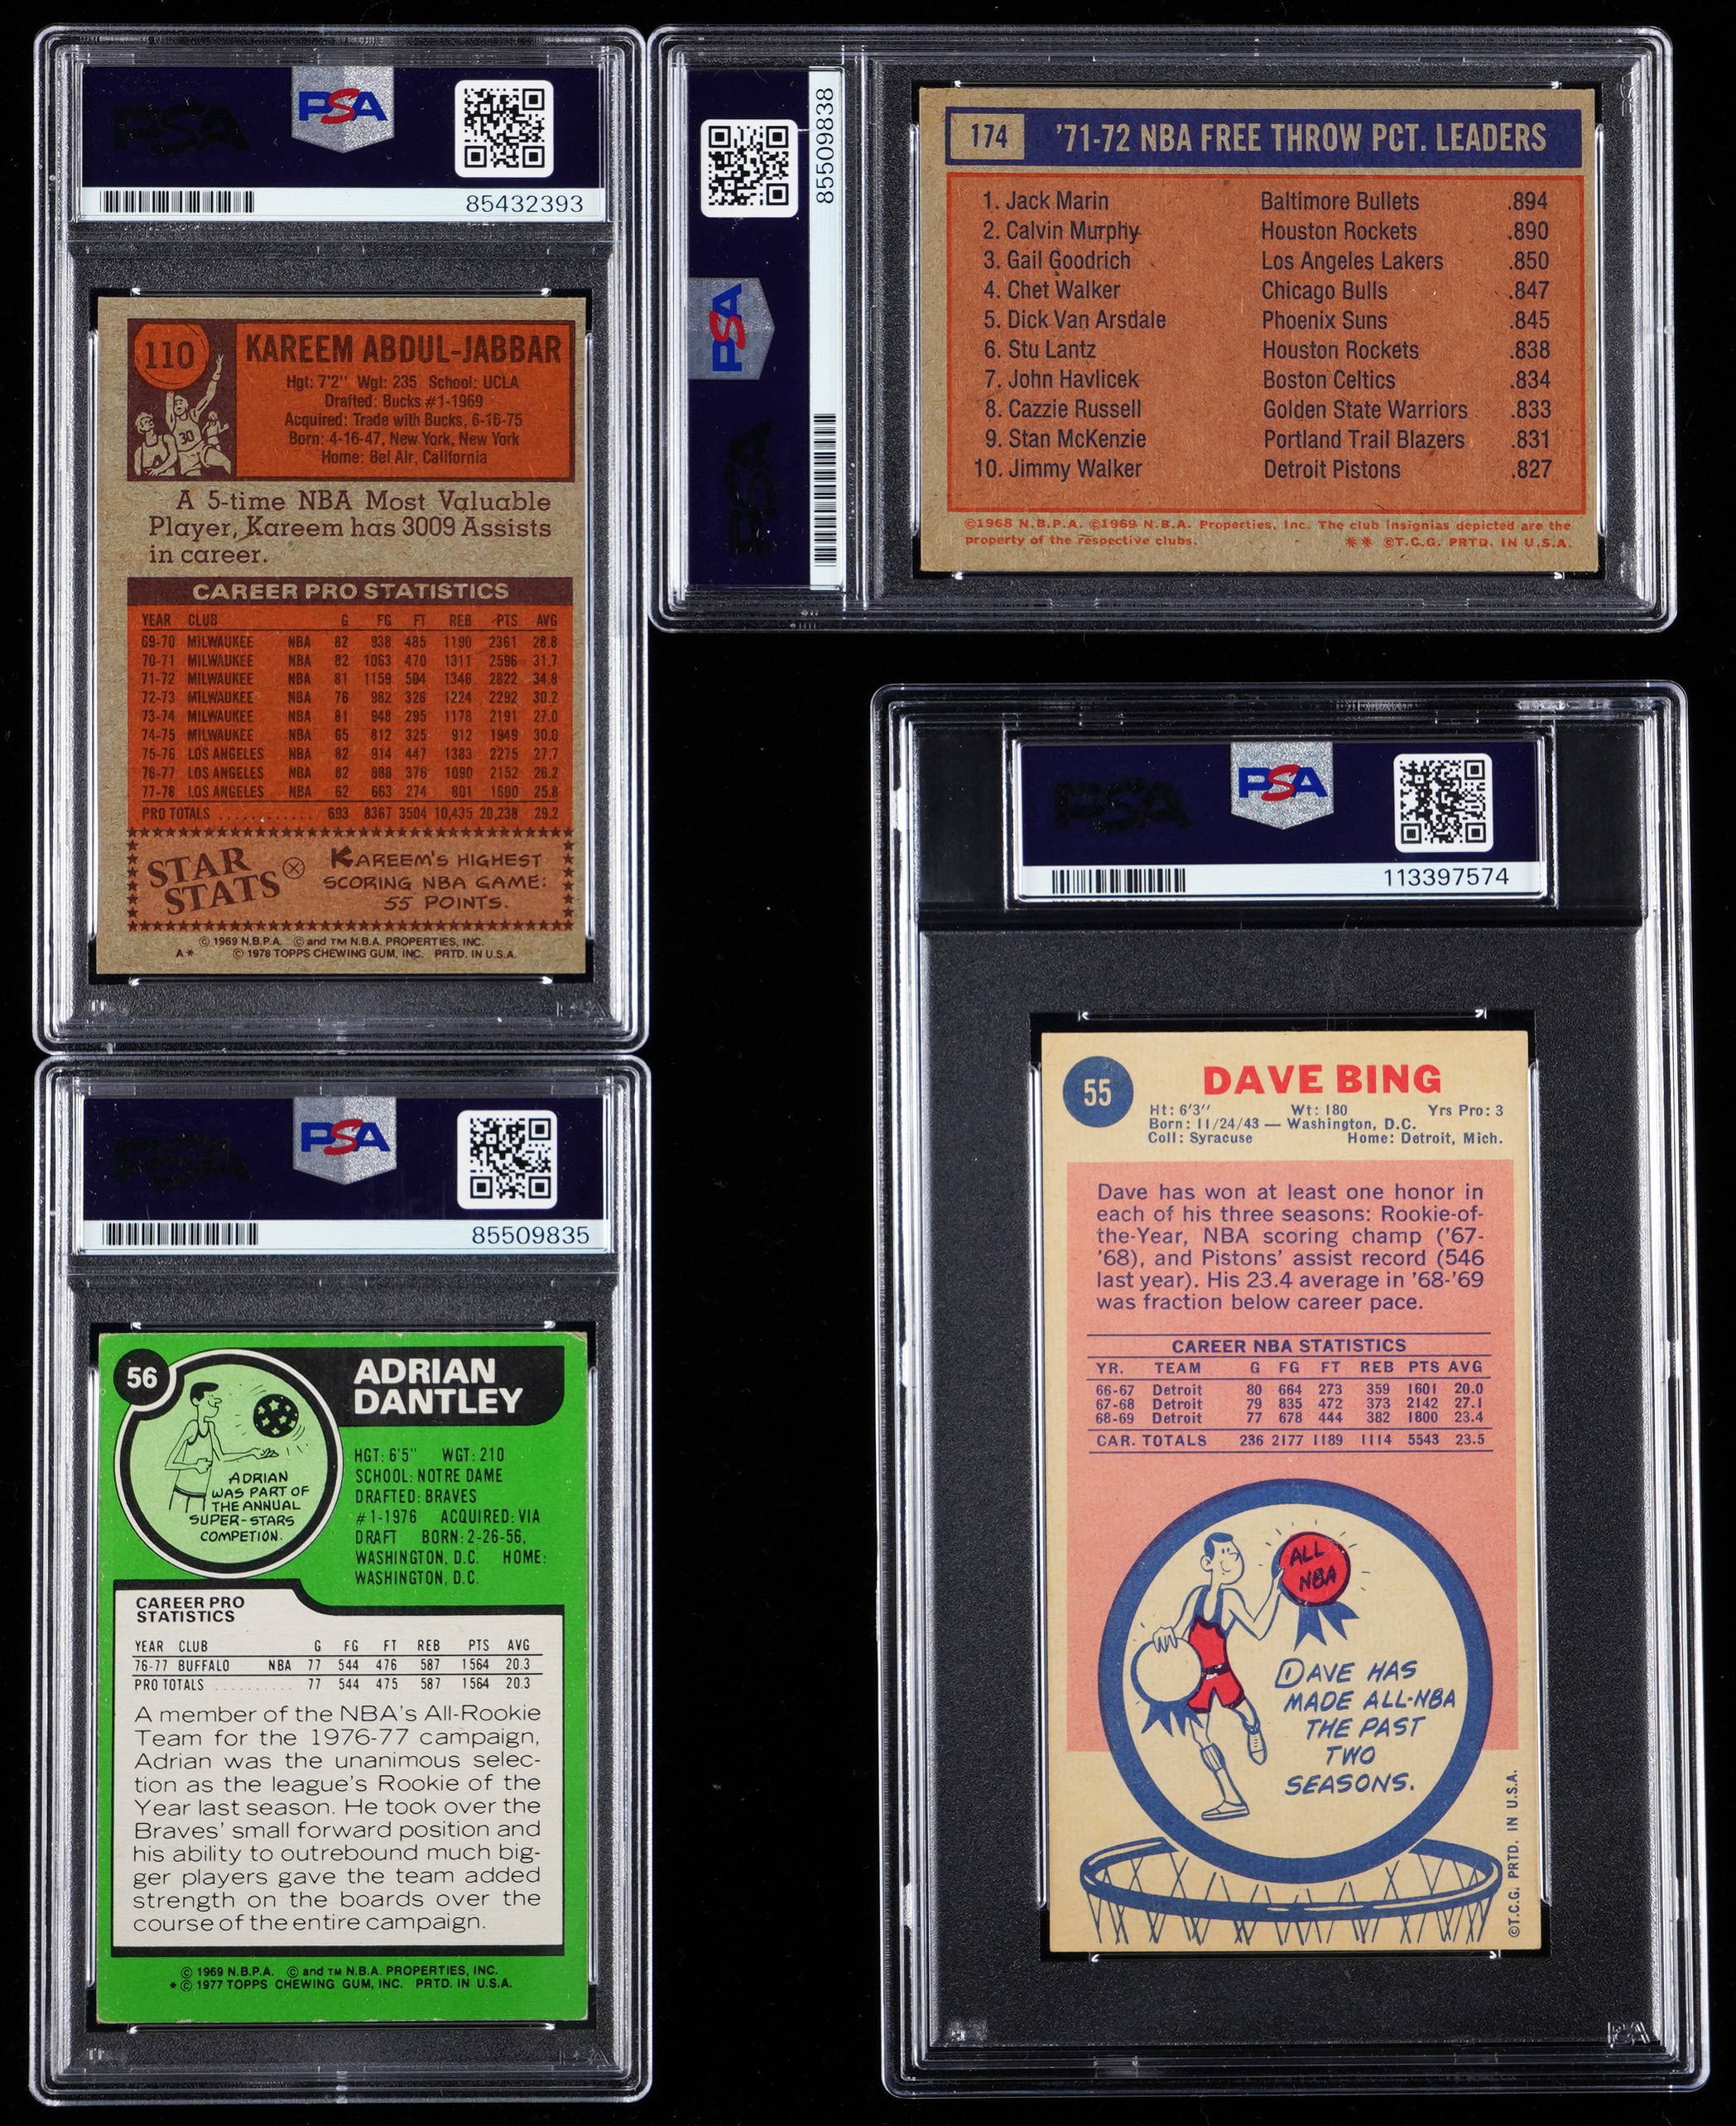 PSA
PSA
85432393
110
KAREEM ABDUL-JABBAR
Hgt: 7'2" Wgt: 235 School: UCLA
Drafted: Bucks #1-1969
Acquired: Trade with Bucks, 6-16-75
Born: 4-16-47, New York, New York
Home: Bel Air, California
30
A 5-time NBA Most Valuable
Player, Kareem has 3009 Assists
in career.
CAREER PRO STATISTICS
YEAR CLUB G FG FT REB PTS AVG
69-70 MILWAUKEE NBA 82 938 485 1190 2361 28.8
70-71 MILWAUKEE NBA 82 1063 470 1311 2596 31.7
71-72 MILWAUKEE NBA 81 1159 504 1346 2822 34.8
72-73 MILWAUKEE NBA 76 982 328 1224 2292 30.2
73-74 MILWAUKEE NBA 81 948 295 1178 2191 27.0
74-75 MILWAUKEE NBA 65 812 325 912 1949 30.0
75-76 LOS ANGELES NBA 82 914 447 1383 2275 27.7
76-77 LOS ANGELES NBA 82 888 376 1090 2152 26.2
77-78 LOS ANGELES NBA 62 663 274 801 1600 25.8
PRO TOTALS ............ 693 8367 3504 10,435 20,238 29.2
STAR
STATS
KAREEM'S HIGHEST
SCORING NBA GAME:
55 POINTS.
© 1969 N.B.P.A. © and TM N.B.A. PROPERTIES, INC.
A* © 1978 TOPPS CHEWING GUM, INC. PRTD. IN U.S.A.
PSA
PSA
85509838
174
'71-72 NBA FREE THROW PCT. LEADERS
1. Jack Marin Baltimore Bullets .894
2. Calvin Murphy Houston Rockets .890
3. Gail Goodrich Los Angeles Lakers .850
4. Chet Walker Chicago Bulls .847
5. Dick Van Arsdale Phoenix Suns .845
6. Stu Lantz Houston Rockets .838
7. John Havlicek Boston Celtics .834
8. Cazzie Russell Golden State Warriors .833
9. Stan McKenzie Portland Trail Blazers .831
10. Jimmy Walker Detroit Pistons .827
©1968 N.B.P.A. ©1969 N.B.A. Properties, Inc. The club insignias depicted are the
property of the respective clubs. ** ©T.C.G. PRTD. IN U.S.A.
PSA
PSA
85509835
56
ADRIAN
DANTLEY
ADRIAN
WAS PART OF
THE ANNUAL
SUPER-STARS
COMPETION.
HGT: 6'5" WGT: 210
SCHOOL: NOTRE DAME
DRAFTED: BRAVES
#1-1976 ACQUIRED: VIA
DRAFT BORN: 2-26-56,
WASHINGTON, D.C. HOME:
WASHINGTON, D.C.
CAREER PRO
STATISTICS
YEAR CLUB G FG FT REB PTS AVG
76-77 BUFFALO NBA 77 544 476 587 1564 20.3
PRO TOTALS .......... 77 544 475 587 1564 20.3
A member of the NBA's All-Rookie
Team for the 1976-77 campaign,
Adrian was the unanimous selec-
tion as the league's Rookie of the
Year last season. He took over the
Braves' small forward position and
his ability to outrebound much big-
ger players gave the team added
strength on the boards over the
course of the entire campaign.
© 1969 N.B.P.A. © and TM N.B.A. PROPERTIES, INC.
* © 1977 TOPPS CHEWING GUM, INC. PRTD. IN U.S.A.
PSA
PSA
113397574
55
DAVE BING
Ht: 6'3" Wt: 180 Yrs Pro: 3
Born: 11/24/43 — Washington, D.C.
Coll: Syracuse Home: Detroit, Mich.
Dave has won at least one honor in
each of his three seasons: Rookie-of-
the-Year, NBA scoring champ ('67-
'68), and Pistons' assist record (546
last year). His 23.4 average in '68-'69
was fraction below career pace.
CAREER NBA STATISTICS
YR. TEAM G FG FT REB PTS AVG
66-67 Detroit 80 664 273 359 1601 20.0
67-68 Detroit 79 835 472 373 2142 27.1
68-69 Detroit 77 678 444 382 1800 23.4
CAR. TOTALS 236 2177 1189 1114 5543 23.5
ALL
NBA
DAVE HAS
MADE ALL-NBA
THE PAST
TWO
SEASONS.
©T.C.G. PRTD. IN U.S.A.
PSA